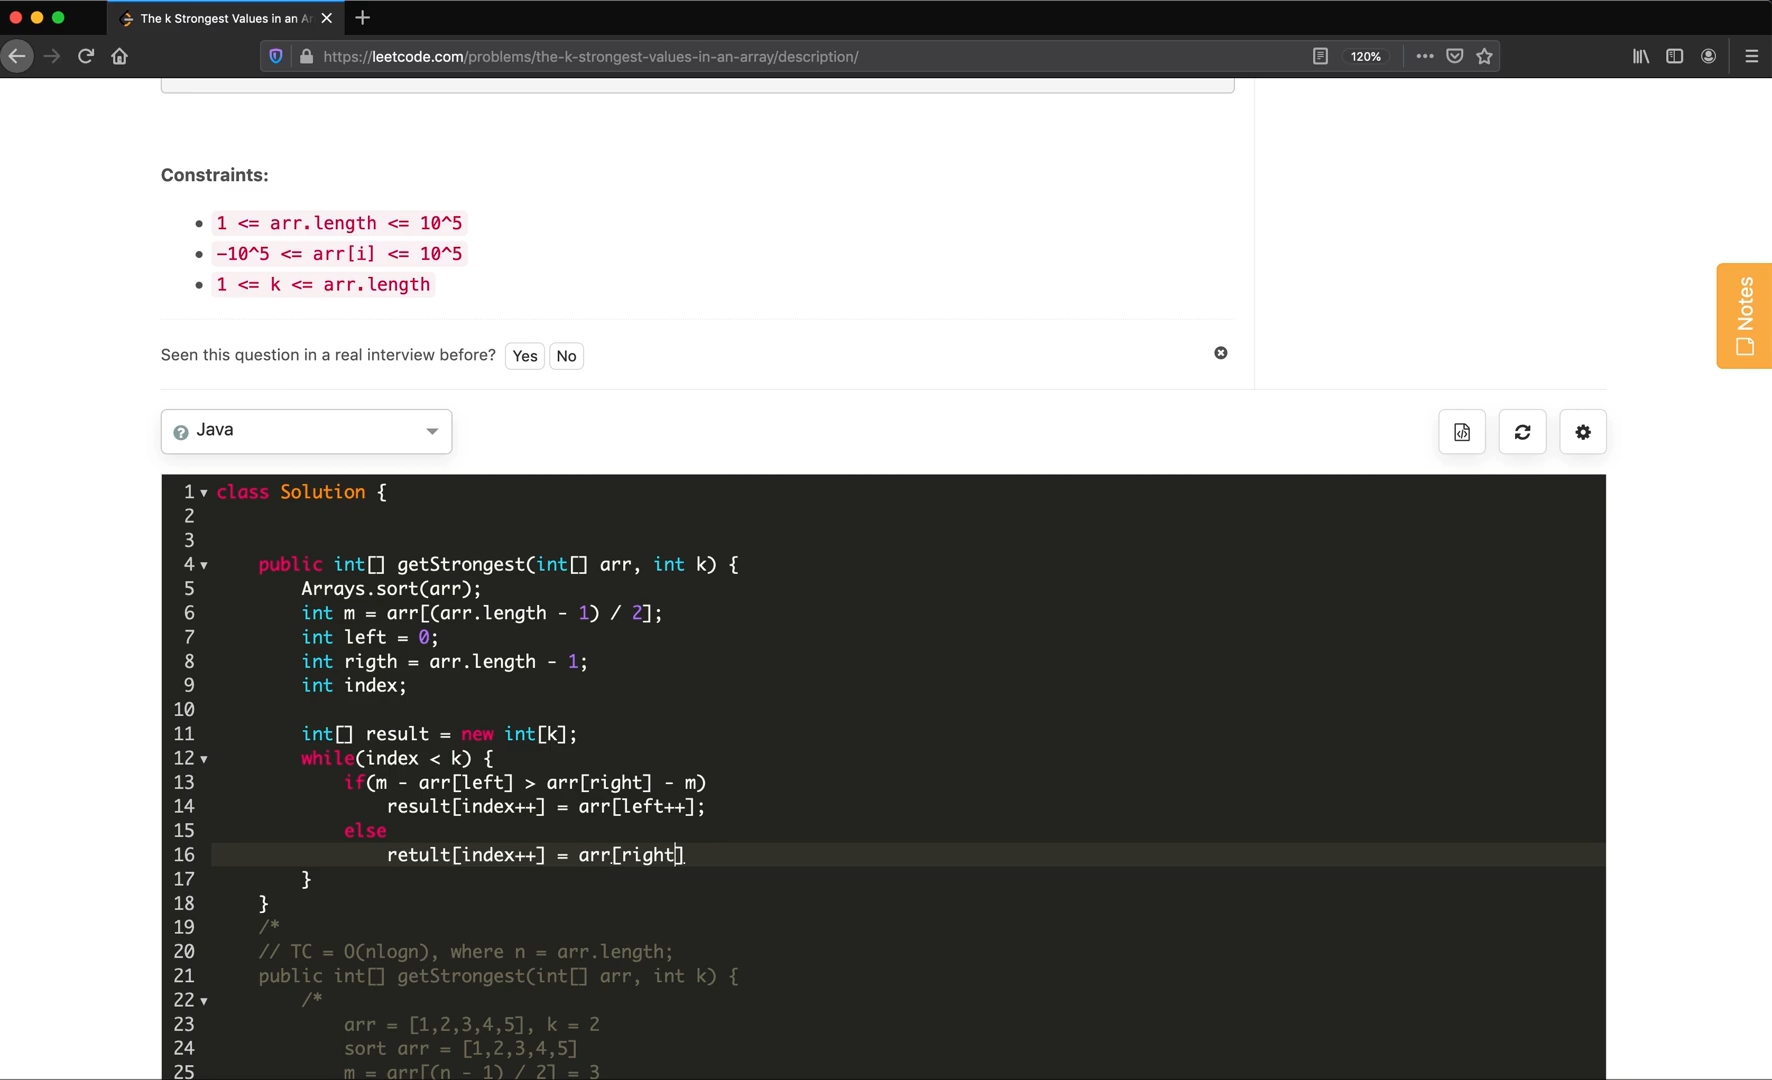 The k Strongest Values in an Ar
https://leetcode.com/problems/the-k-strongest-values-in-an-array/description/
120%
Constraints:
1 <= arr.length <= 10^5
-10^5 <= arr[i] <= 10^5
1 <= k <= arr.length
Notes
Seen this question in a real interview before? Yes No
Java
1 class Solution {
2
3
4 public int[] getStrongest(int[] arr, int k) {
5 Arrays.sort(arr);
6 int m = arr[(arr.length - 1) / 2];
7 int left = 0;
8 int rigth = arr.length - 1;
9 int index;
10
11 int[] result = new int[k];
12 while(index < k) {
13 if(m - arr[left] > arr[right] - m)
14 result[index++] = arr[left++];
15 else
16 retult[index++] = arr[right]
17 }
18 }
19 /*
20 // TC = O(nlogn), where n = arr.length;
21 public int[] getStrongest(int[] arr, int k) {
22 /*
23 arr = [1,2,3,4,5], k = 2
24 sort arr = [1,2,3,4,5]
25 m = arr[(n - 1) / 2] = 3